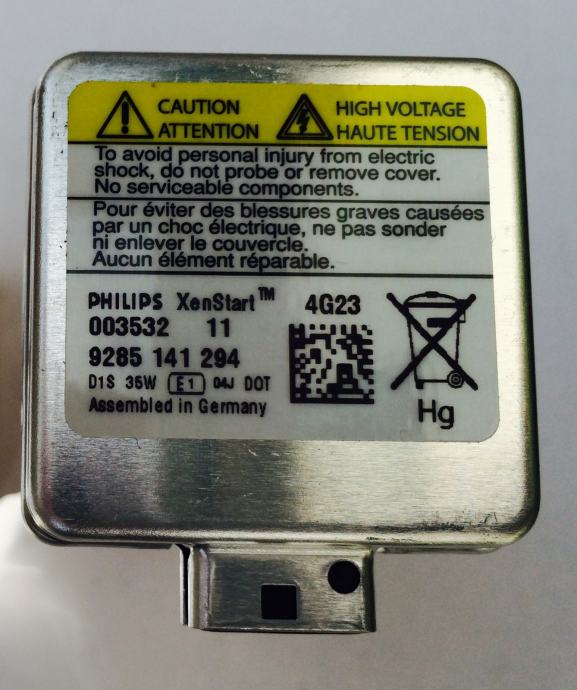 CAUTION
ATTENTION
HIGH VOLTAGE
HAUTE TENSION
To avoid personal injury from electric
shock, do not probe or remove cover.
No serviceable components.
Pour éviter des blessures graves causées
par un choc électrique, ne pas sonder
ni enlever le couvercle.
Aucun élément réparable.
PHILIPS XenStart™
003532 11
9285 141 294
D1S 35W E1 04J DOT
Assembled in Germany
4G23
Hg